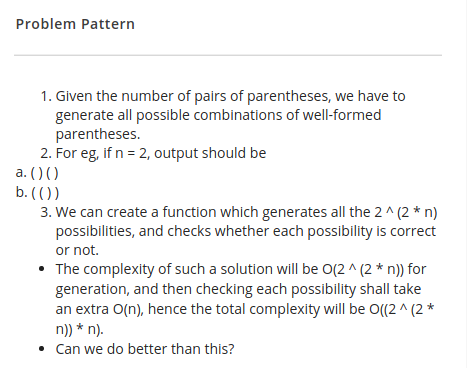 Problem Pattern
1. Given the number of pairs of parentheses, we have to
generate all possible combinations of well-formed
parentheses.
2. For eg, if n = 2, output should be
a. ( ) ( )
b. ( ( ) )
3. We can create a function which generates all the 2 ^ (2 * n)
possibilities, and checks whether each possibility is correct
or not.
• The complexity of such a solution will be O(2 ^ (2 * n)) for
generation, and then checking each possibility shall take
an extra O(n), hence the total complexity will be O((2 ^ (2 *
n)) * n).
• Can we do better than this?